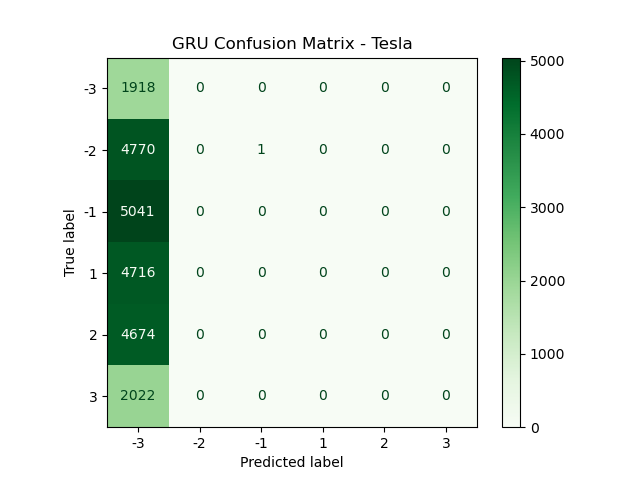 GRU Confusion Matrix - Tesla
-3 1918 0 0 0 0 0
-2 4770 0 1 0 0 0
-1 5041 0 0 0 0 0
1 4716 0 0 0 0 0
2 4674 0 0 0 0 0
3 2022 0 0 0 0 0
True label
-3 -2 -1 1 2 3
Predicted label
5000
4000
3000
2000
1000
0